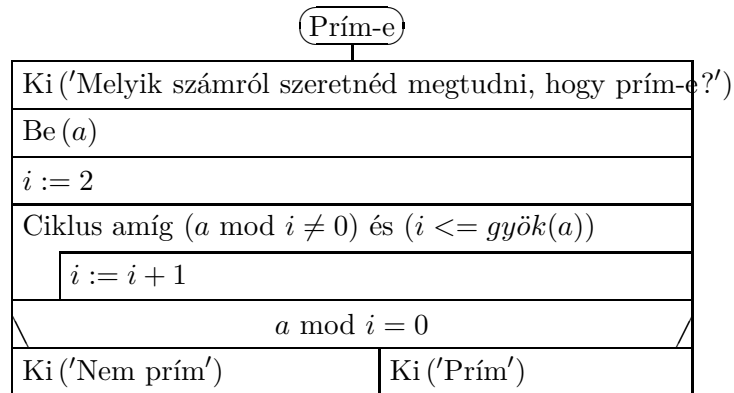 Prím-e
Ki ('Melyik számról szeretnéd megtudni, hogy prím-e?')
Be (a)
i := 2
Ciklus amíg (a mod i ≠ 0) és (i <= gyök(a))
i := i + 1
a mod i = 0
Ki ('Nem prím') Ki ('Prím')